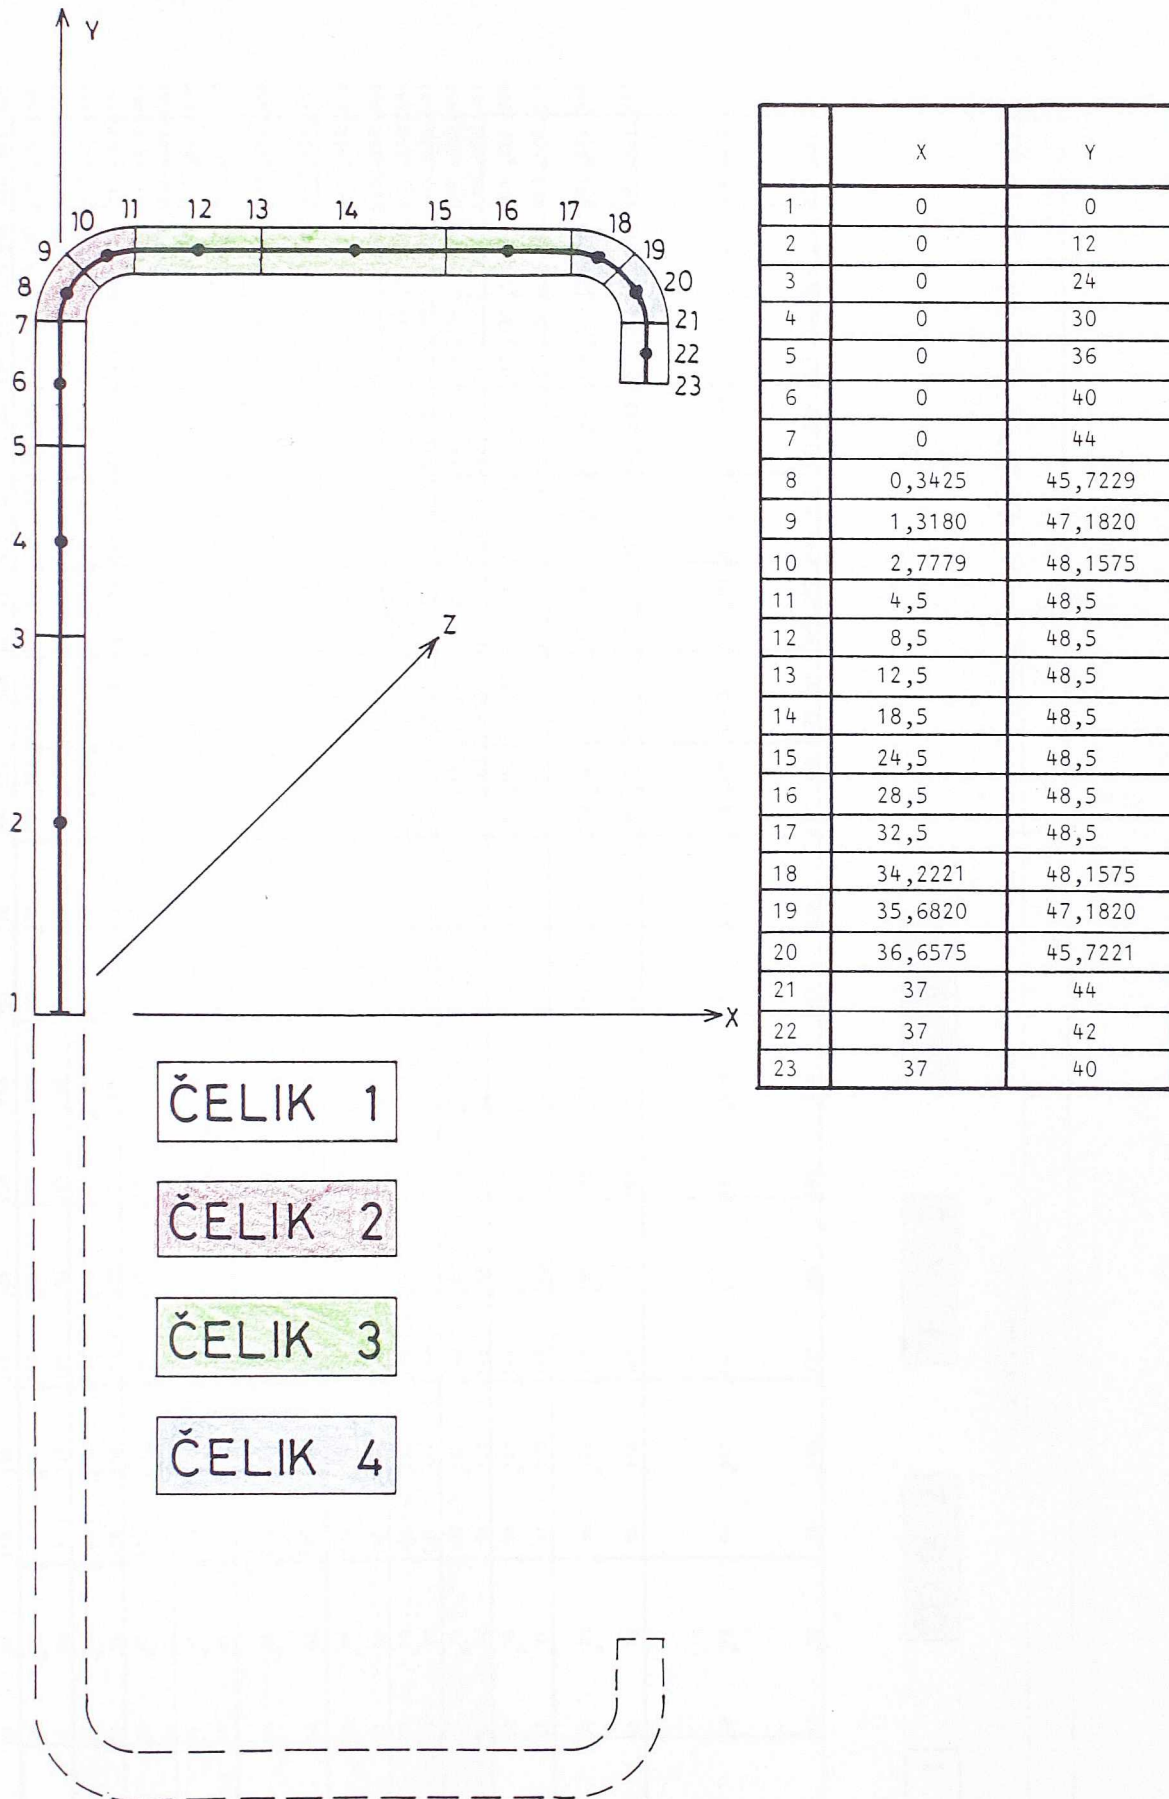 Y
10 11 12 13 14 15 16 17 18
9 19
8 20
7 21
6 22
23
5
4
3
Z
2
1
X
ČELIK 1
ČELIK 2
ČELIK 3
ČELIK 4
X Y
1 0 0
2 0 12
3 0 24
4 0 30
5 0 36
6 0 40
7 0 44
8 0,3425 45,7229
9 1,3180 47,1820
10 2,7779 48,1575
11 4,5 48,5
12 8,5 48,5
13 12,5 48,5
14 18,5 48,5
15 24,5 48,5
16 28,5 48,5
17 32,5 48,5
18 34,2221 48,1575
19 35,6820 47,1820
20 36,6575 45,7221
21 37 44
22 37 42
23 37 40